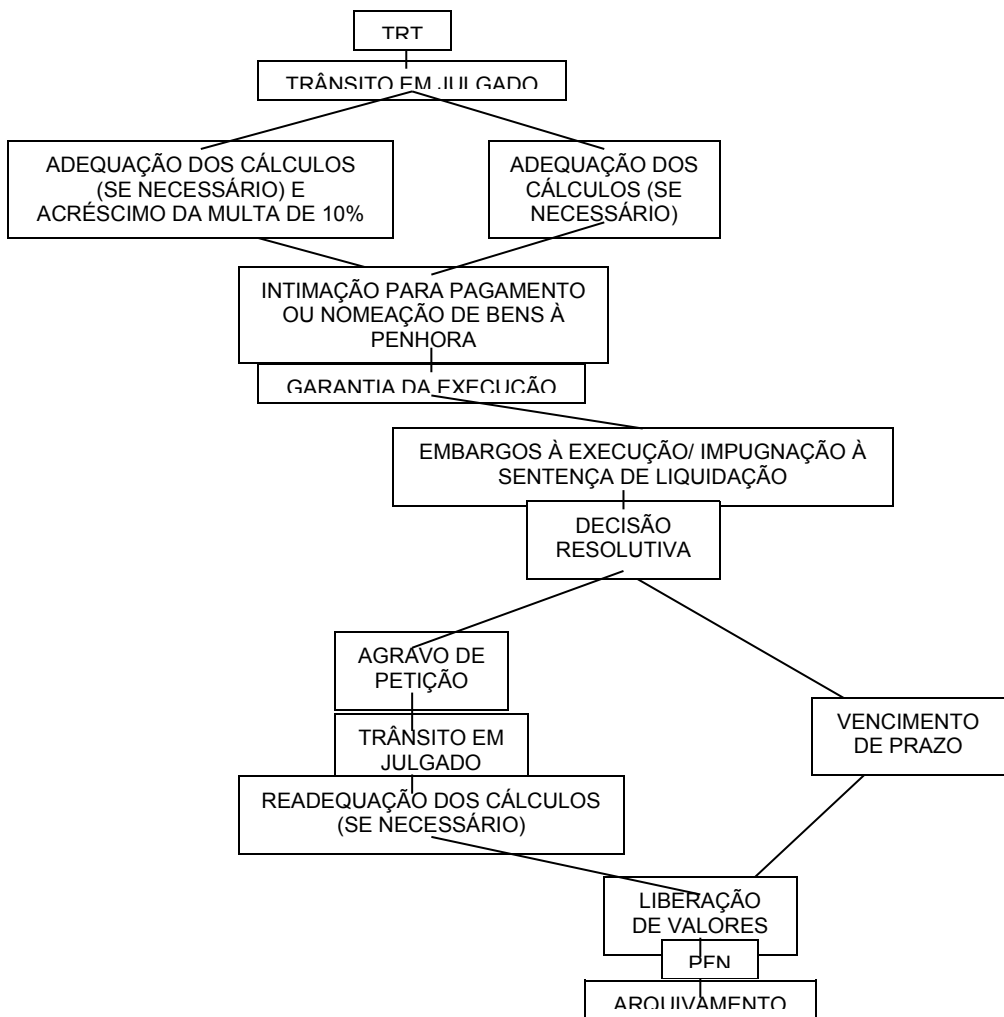 TRT
TRÂNSITO EM JULGADO
ADEQUAÇÃO DOS CÁLCULOS
(SE NECESSÁRIO) E
ACRÉSCIMO DA MULTA DE 10%
ADEQUAÇÃO DOS
CÁLCULOS (SE
NECESSÁRIO)
INTIMAÇÃO PARA PAGAMENTO
OU NOMEAÇÃO DE BENS À
PENHORA
GARANTIA DA EXECUÇÃO
EMBARGOS À EXECUÇÃO/ IMPUGNAÇÃO À
SENTENÇA DE LIQUIDAÇÃO
DECISÃO
RESOLUTIVA
AGRAVO DE
PETIÇÃO
TRÂNSITO EM
JULGADO
VENCIMENTO
DE PRAZO
READEQUAÇÃO DOS CÁLCULOS
(SE NECESSÁRIO)
LIBERAÇÃO
DE VALORES
ARQUIVAMENTO